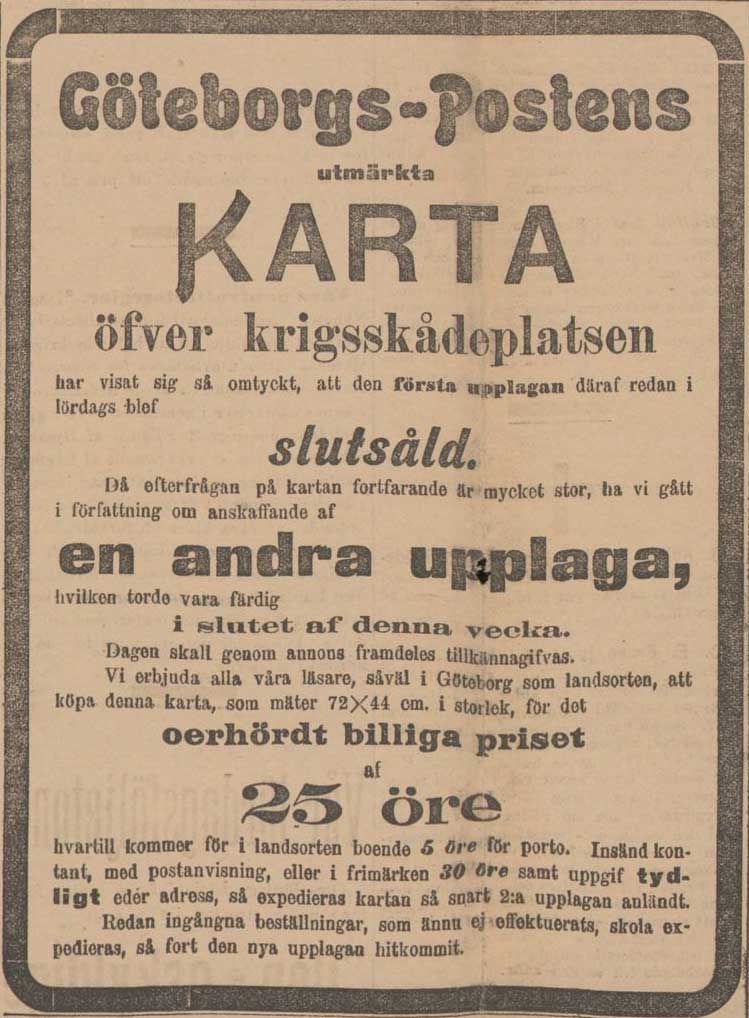 Göteborgs-Postens
utmärkta
KARTA
öfver krigsskådeplatsen
har visat sig så omtyckt, att den första upplagan däraf redan i
lördags blef
slutsåld.
Då efterfrågan på kartan fortfarande är mycket stor, ha vi gått
i författning om anskaffande af
en andra upplaga,
hvilken torde vara färdig
i slutet af denna vecka.
Dagen skall genom annons framdeles tillkännagifvas.
Vi erbjuda alla våra läsare, såväl i Göteborg som landsorten, att
köpa denna karta, som mäter 72×44 cm. i storlek, för det
oerhördt billiga priset
af
25 öre
hvartill kommer för i landsorten boende 5 öre för porto. Insänd kon-
tant, med postanvisning, eller i frimärken 30 öre samt uppgif tyd-
ligt eder adress, så expedieras kartan så snart 2:a upplagan anländt.
Redan ingångna beställningar, som ännu ej effektuerats, skola ex-
pedieras, så fort den nya upplagan hitkommit.